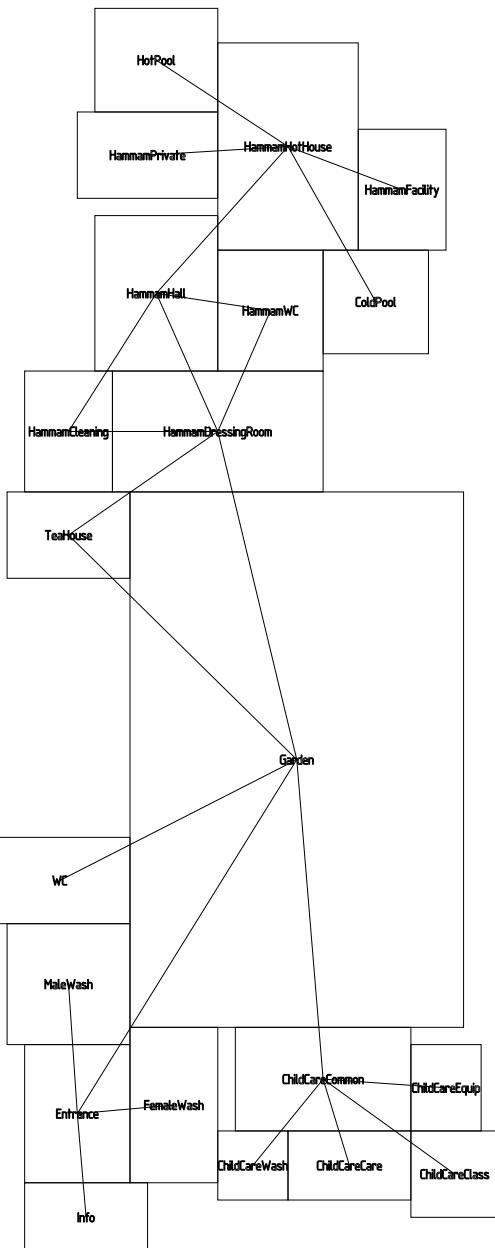 HotPool
HammamHotHouse
HammamPrivate
HammamFacility
HammamHall
ColdPool
HammamWC
HammamCleaning
HammamDressingRoom
TeaHouse
Garden
WC
MaleWash
ChildCareCommon
ChildCareEquip
FemaleWash
Entrance
ChildCareWash
ChildCareCare
ChildCareClass
Info